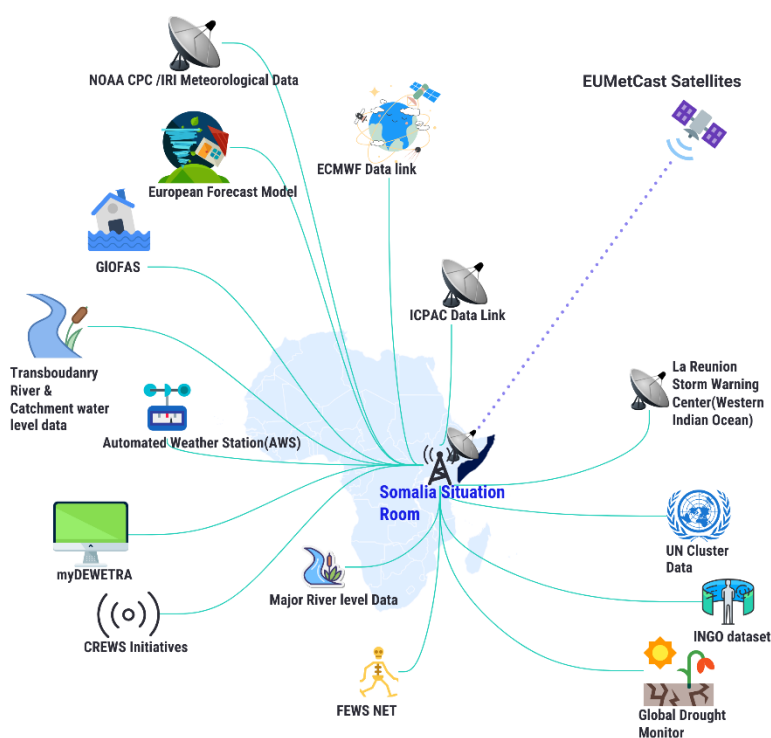 NOAA CPC /IRI Meteorological Data
EUMetCast Satellites
ECMWF Data link
European Forecast Model
GIOFAS
ICPAC Data Link
Transboudanry
River &
Catchment water
level data
La Reunion
Storm Warning
Center(Western
Indian Ocean)
Automated Weather Station(AWS)
Somalia Situation
Room
myDEWETRA
UN Cluster
Data
Major River level Data
INGO dataset
CREWS Initiatives
FEWS NET
Global Drought
Monitor